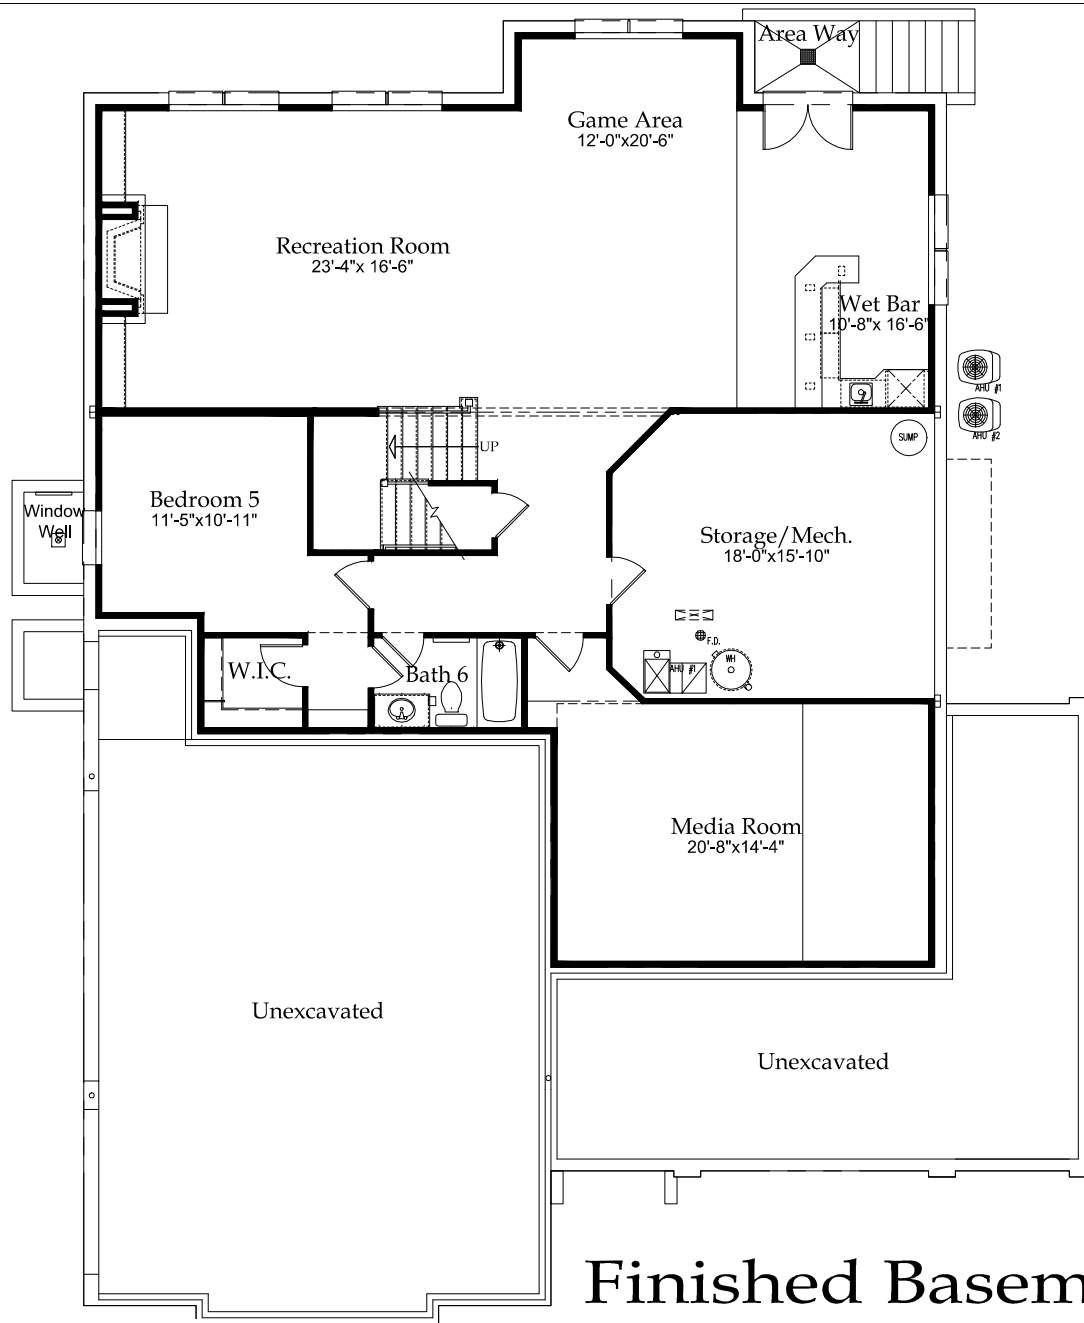 Area Way
Game Area
12'-0"x20'-6"
Recreation Room
23'-4"x 16'-6"
Wet Bar
10'-8"x 16'-6"
AHU #1
AHU #2
SUMP
UP
Bedroom 5
11'-5"x10'-11"
Window
Well
Storage/Mech.
18'-0"x15'-10"
F.D.
WH
AHU #1
W.I.C.
Bath 6
Media Room
20'-8"x14'-4"
Unexcavated
Unexcavated
Finished Basem